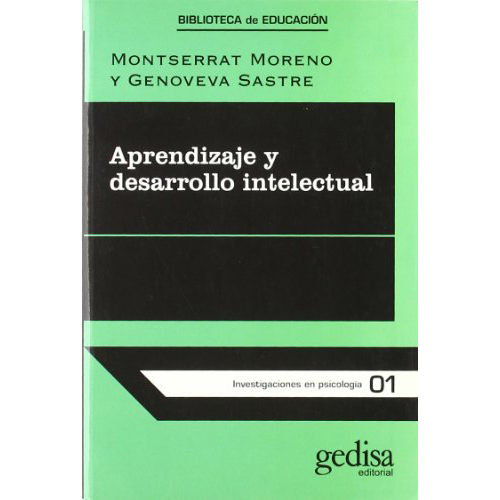 BIBLIOTECA de EDUCACIÓN
MONTSERRAT MORENO
Y GENOVEVA SASTRE
Aprendizaje y
desarrollo intelectual
Investigaciones en psicología 01
gedisa
editorial